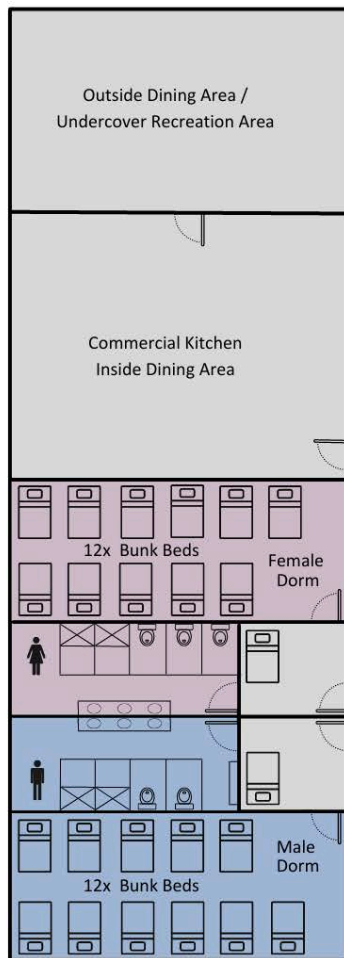 Outside Dining Area /
Undercover Recreation Area
Commercial Kitchen
Inside Dining Area
12x Bunk Beds
Female
Dorm
Male
Dorm
12x Bunk Beds